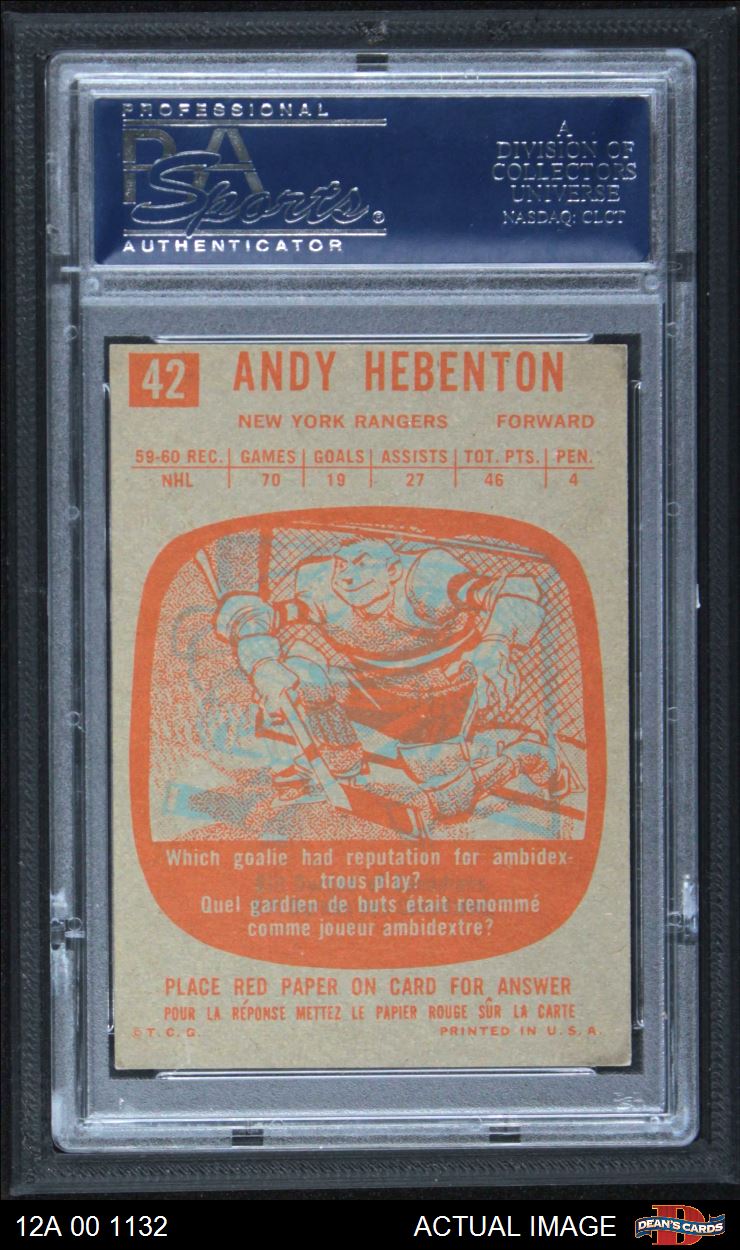 PROFESSIONAL
PSA
Sports®
AUTHENTICATOR
A
DIVISION OF
COLLECTORS
UNIVERSE
NASDAQ: CLCT
42 ANDY HEBENTON
NEW YORK RANGERS FORWARD
59-60 REC. GAMES GOALS ASSISTS TOT. PTS. PEN.
NHL 70 19 27 46 4
Which goalie had reputation for ambidex-
trous play?
Quel gardien de buts était renommé
comme joueur ambidextre?
PLACE RED PAPER ON CARD FOR ANSWER
POUR LA RÉPONSE METTEZ LE PAPIER ROUGE SÛR LA CARTE
© T. C. G. PRINTED IN U. S. A.
12A 00 1132 ACTUAL IMAGE DEAN'S CARDS